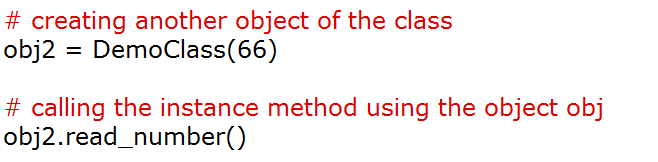 # creating another object of the class
obj2 = DemoClass(66)
# calling the instance method using the object obj
obj2.read_number()